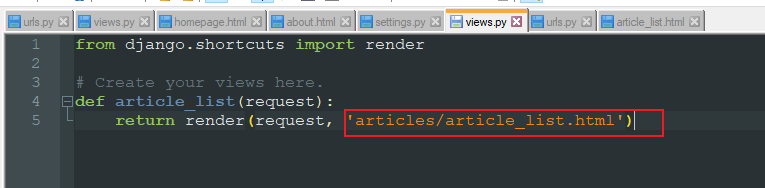 urls.py views.py homepage.html about.html settings.py views.py urls.py article_list.html
1 from django.shortcuts import render
2
3 # Create your views here.
4 def article_list(request):
5 return render(request, 'articles/article_list.html')